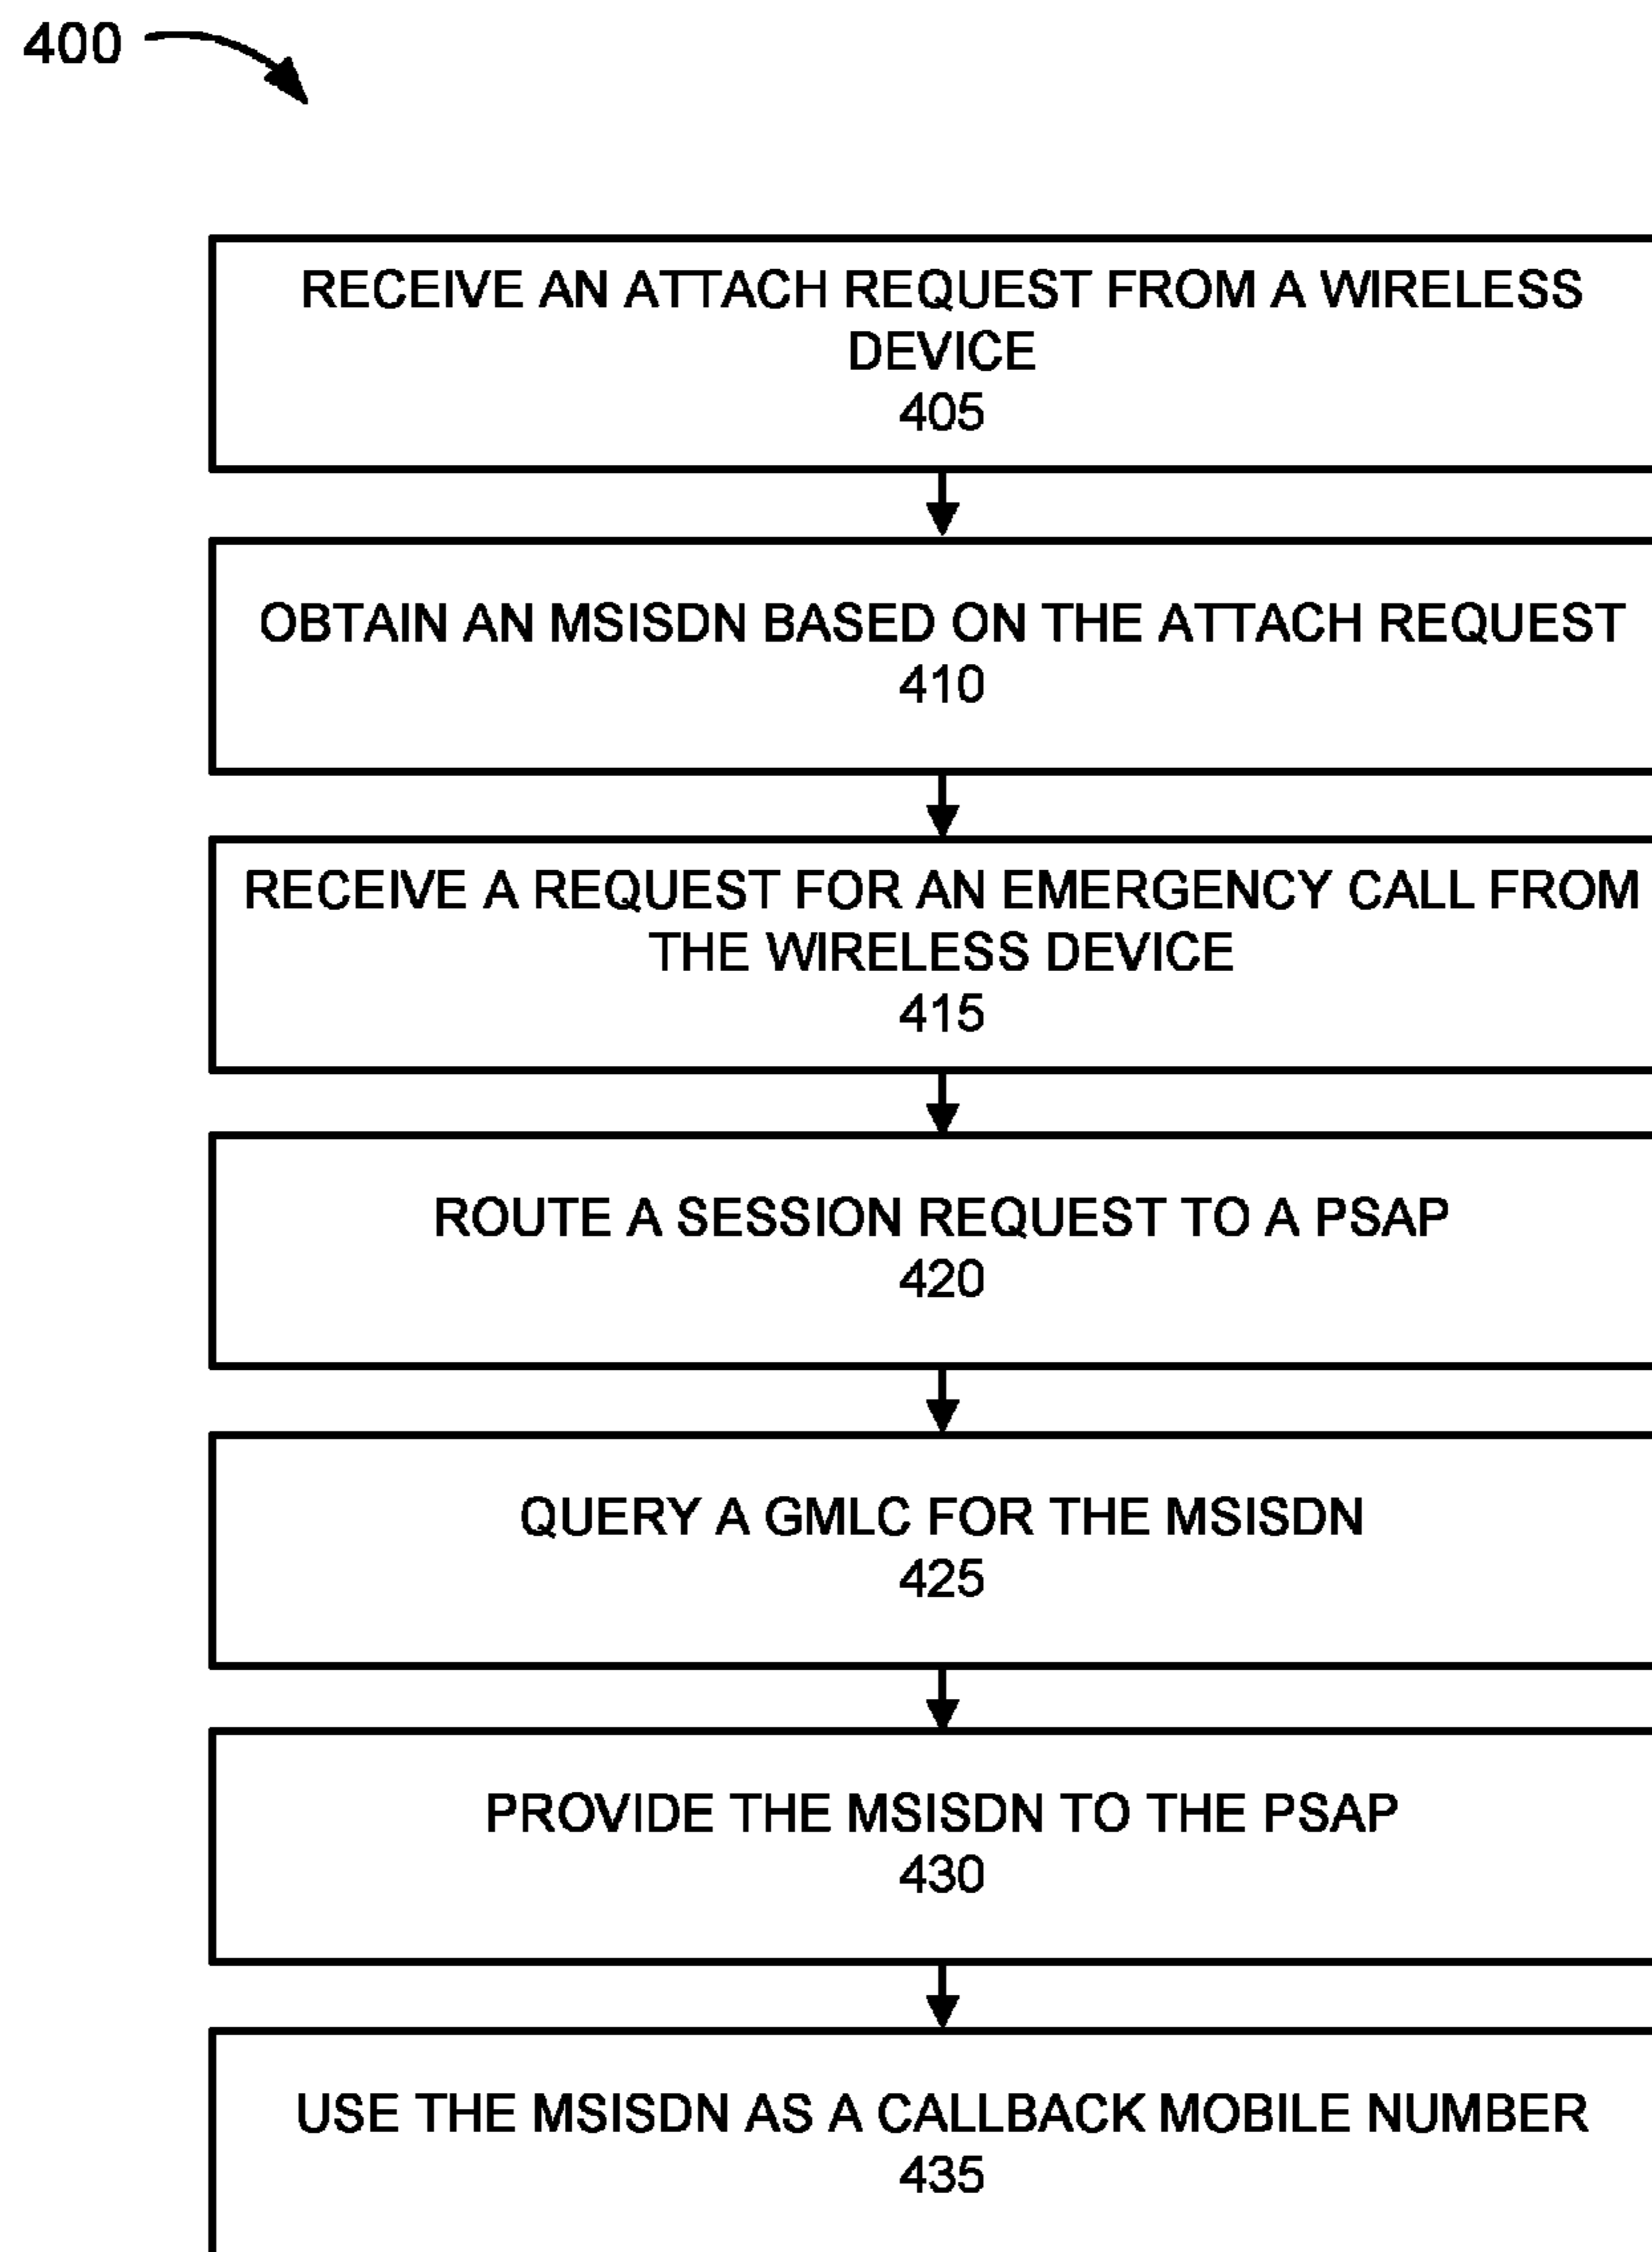 400
RECEIVE AN ATTACH REQUEST FROM A WIRELESS
DEVICE
405
OBTAIN AN MSISDN BASED ON THE ATTACH REQUEST
410
RECEIVE A REQUEST FOR AN EMERGENCY CALL FROM
THE WIRELESS DEVICE
415
ROUTE A SESSION REQUEST TO A PSAP
420
QUERY A GMLC FOR THE MSISDN
425
PROVIDE THE MSISDN TO THE PSAP
430
USE THE MSISDN AS A CALLBACK MOBILE NUMBER
435